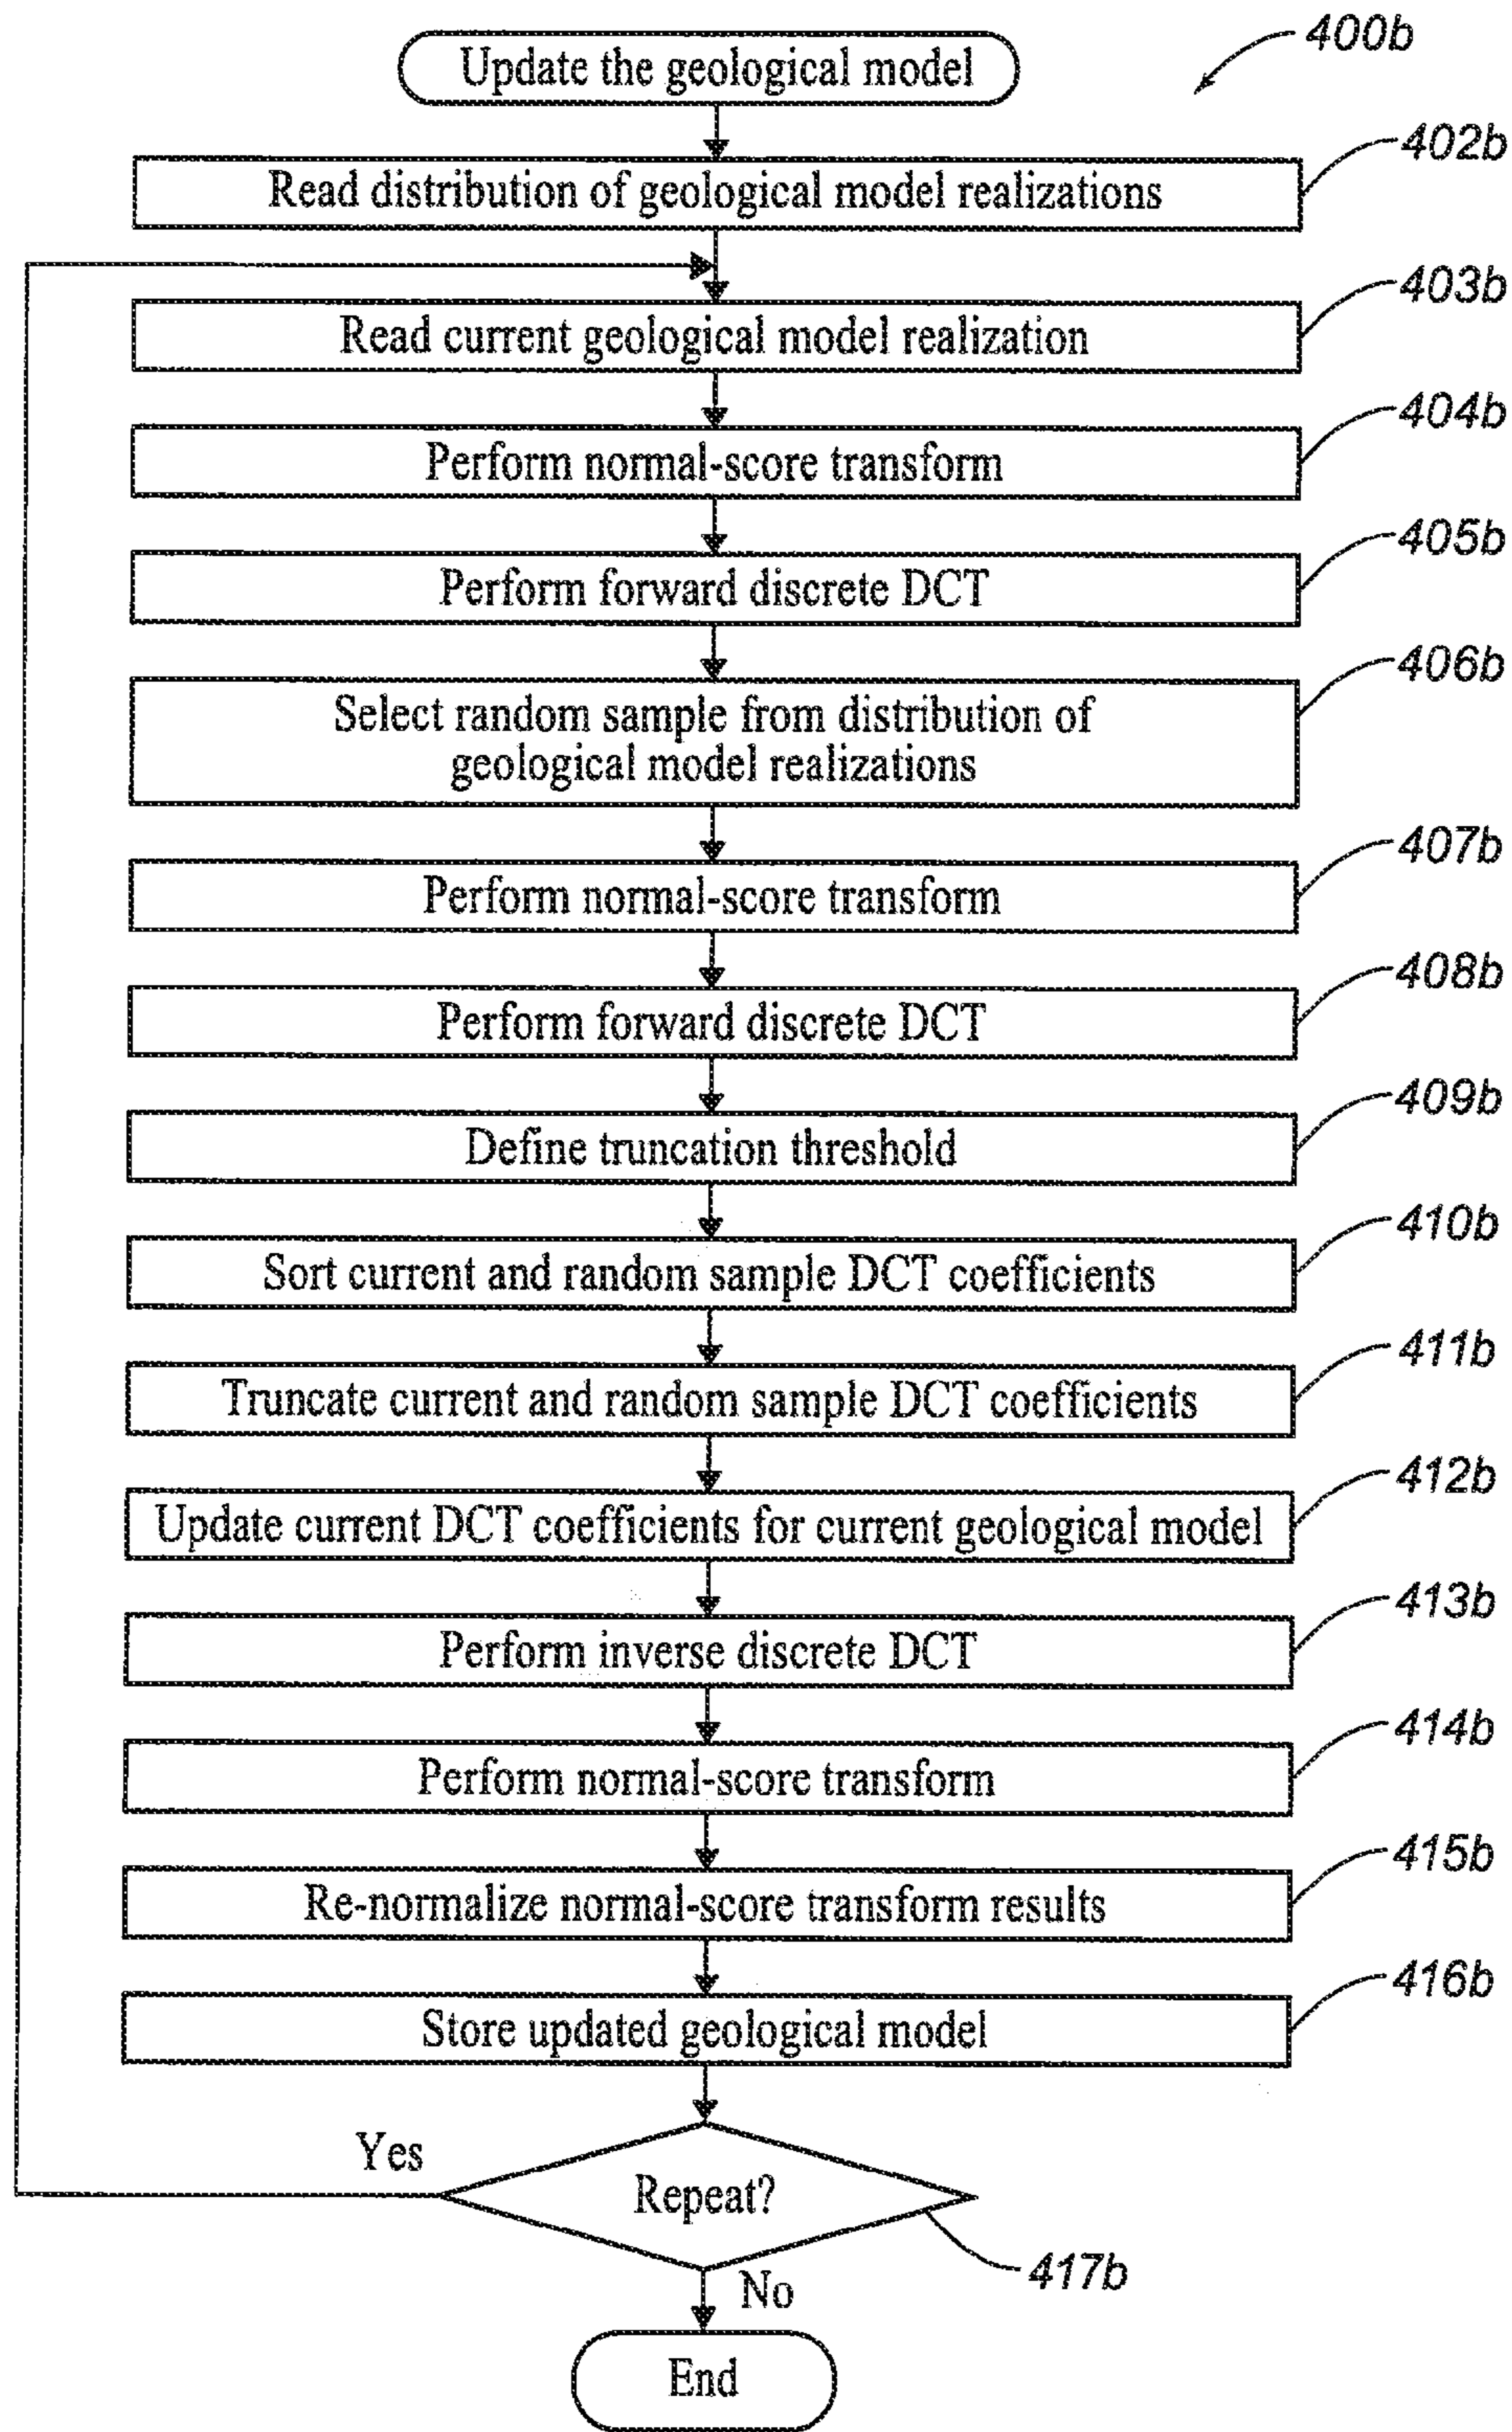 400b
Update the geological model
402b
Read distribution of geological model realizations
403b
Read current geological model realization
404b
Perform normal-score transform
405b
Perform forward discrete DCT
406b
Select random sample from distribution of
geological model realizations
407b
Perform normal-score transform
408b
Perform forward discrete DCT
409b
Define truncation threshold
410b
Sort current and random sample DCT coefficients
411b
Truncate current and random sample DCT coefficients
412b
Update current DCT coefficients for current geological model
413b
Perform inverse discrete DCT
414b
Perform normal-score transform
415b
Re-normalize normal-score transform results
416b
Store updated geological model
Yes
Repeat?
417b
No
End